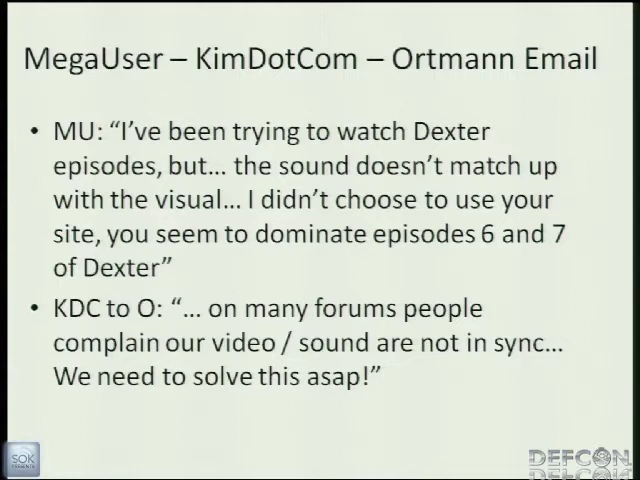 MegaUser – KimDotCom – Ortmann Email
• MU: “I’ve been trying to watch Dexter
episodes, but… the sound doesn’t match up
with the visual… I didn’t choose to use your
site, you seem to dominate episodes 6 and 7
of Dexter”
• KDC to O: “… on many forums people
complain our video / sound are not in sync…
We need to solve this asap!”
SOK
DEFCON